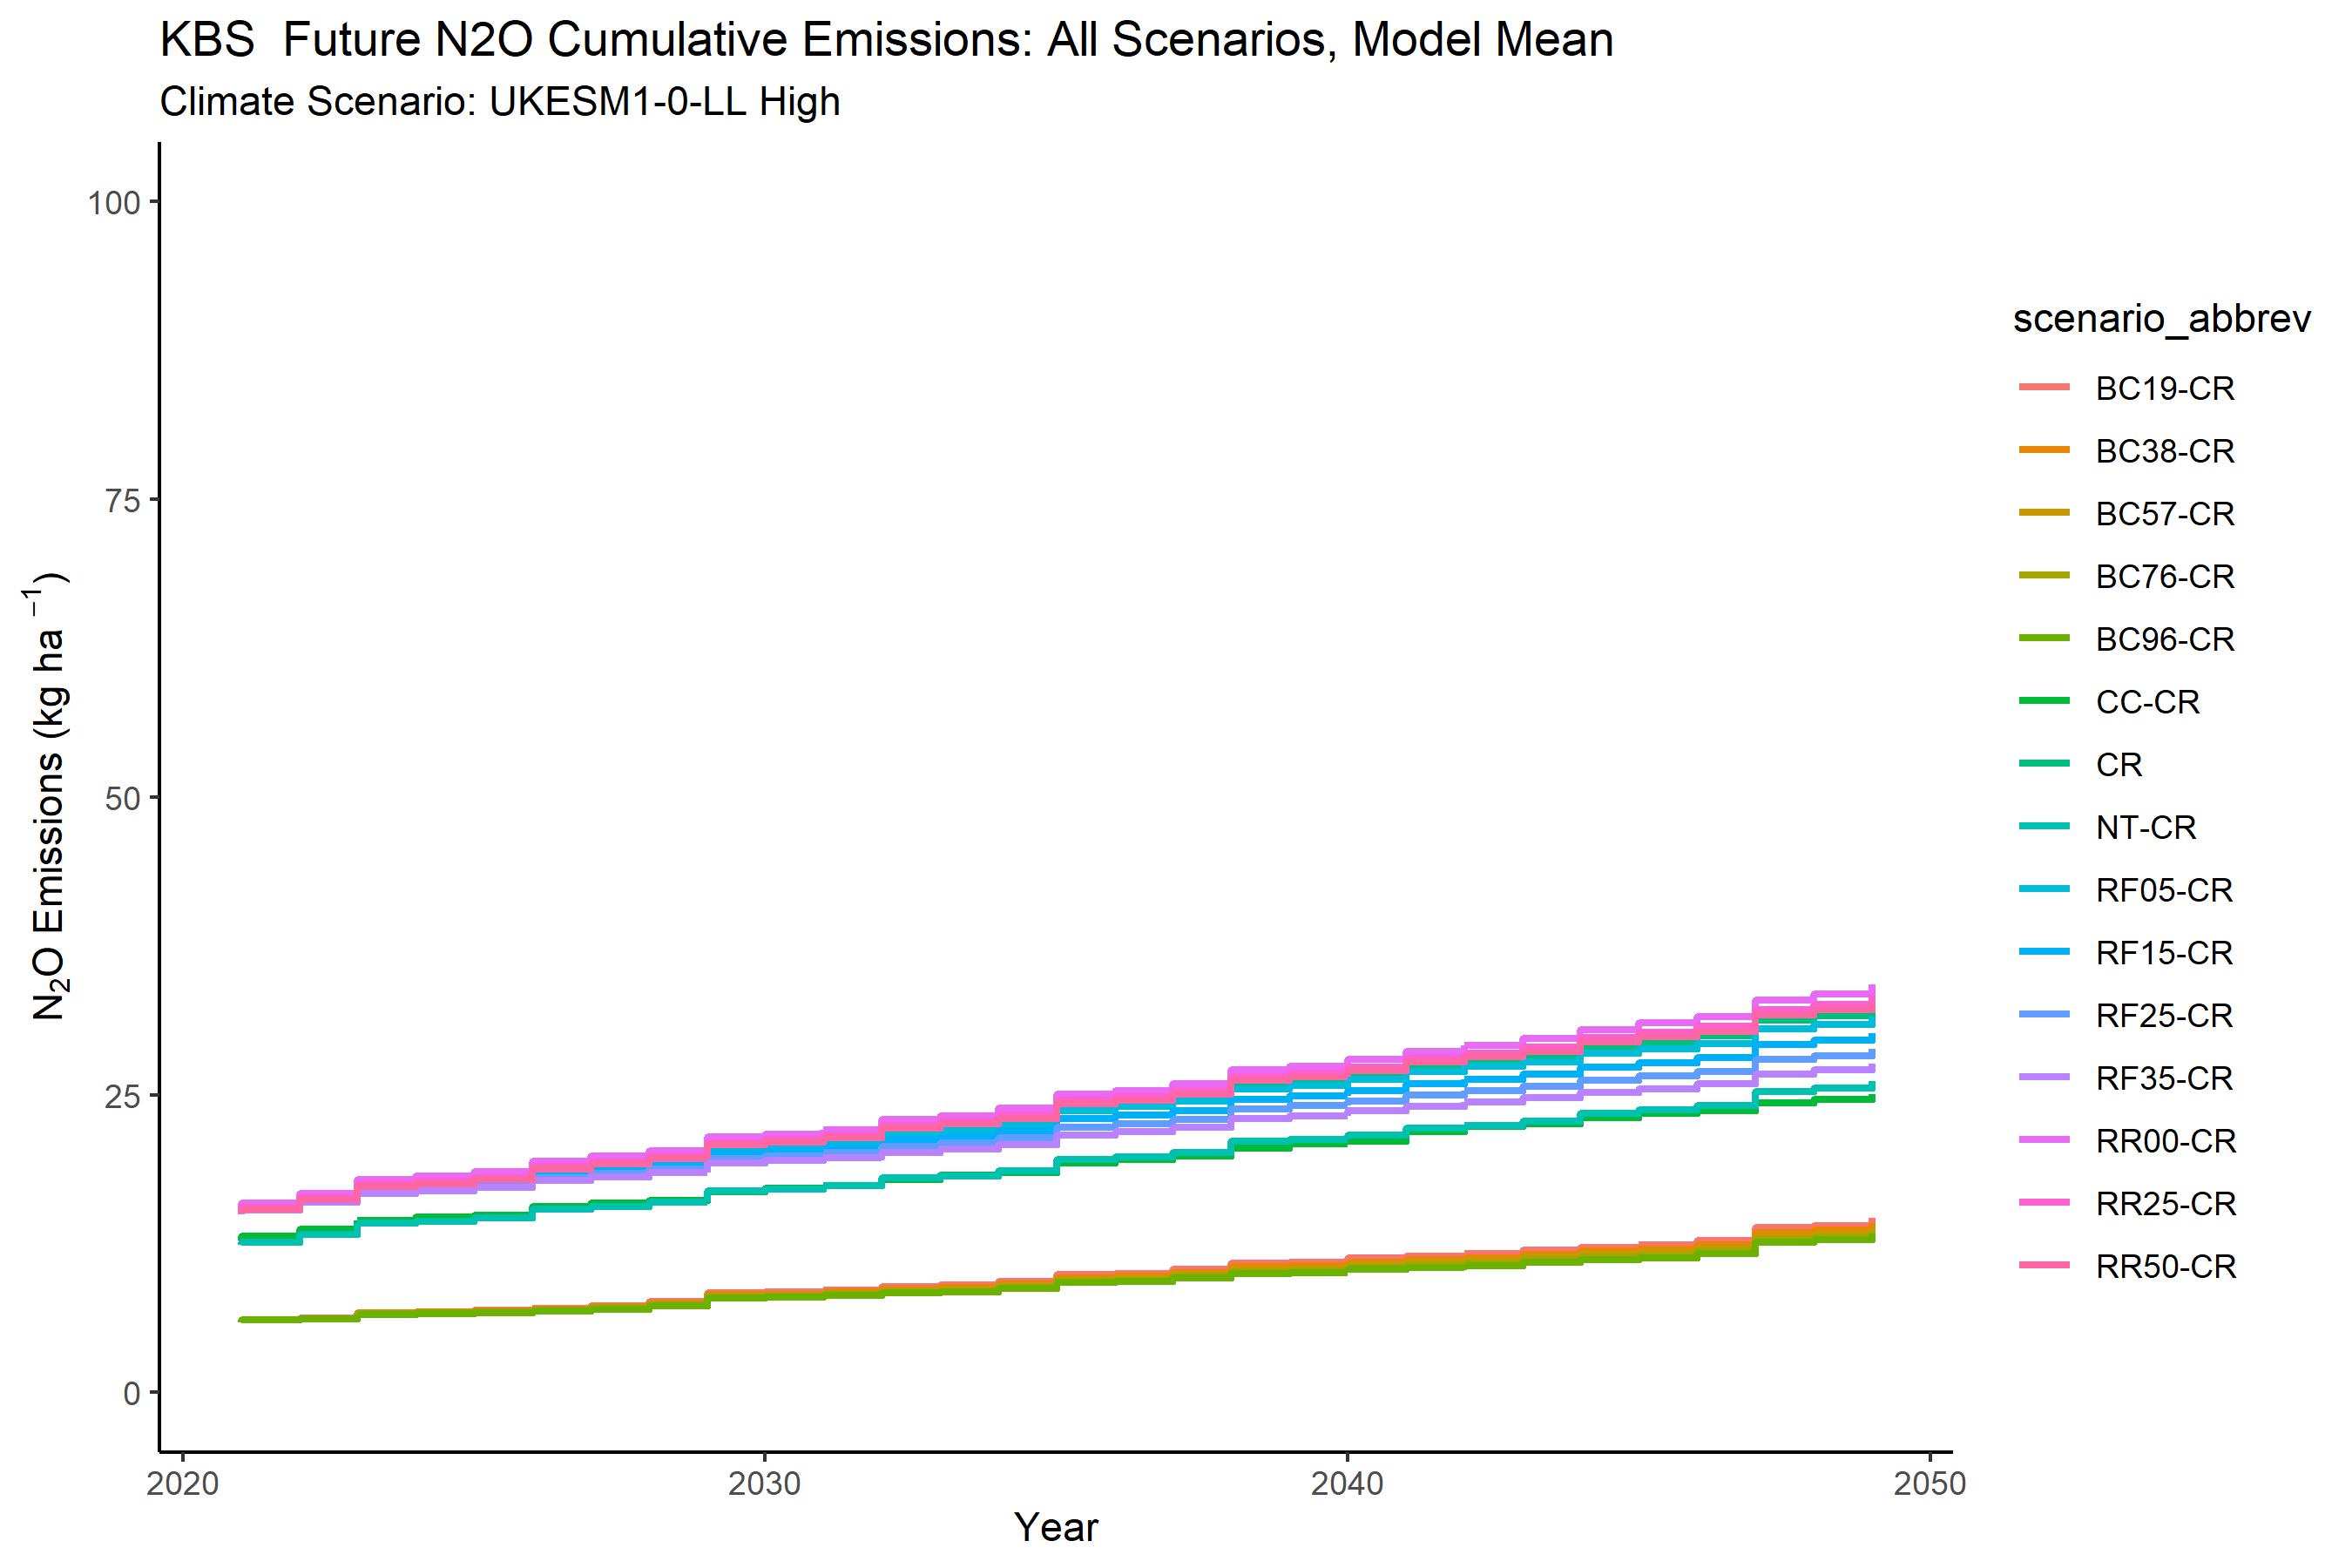 KBS  Future N2O Cumulative Emissions: All Scenarios, Model Mean
Climate Scenario: UKESM1-0-LL High
N₂O Emissions (kg ha ⁻¹)
100
75
50
25
0
2020
2030
2040
2050
Year
scenario_abbrev
BC19-CR
BC38-CR
BC57-CR
BC76-CR
BC96-CR
CC-CR
CR
NT-CR
RF05-CR
RF15-CR
RF25-CR
RF35-CR
RR00-CR
RR25-CR
RR50-CR